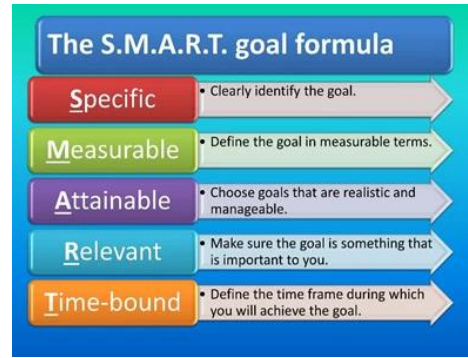 The S.M.A.R.T. goal formula
Specific
• Clearly identify the goal.
Measurable
• Define the goal in measurable terms.
Attainable
• Choose goals that are realistic and
manageable.
Relevant
• Make sure the goal is something that
is important to you.
Time-bound
• Define the time frame during which
you will achieve the goal.